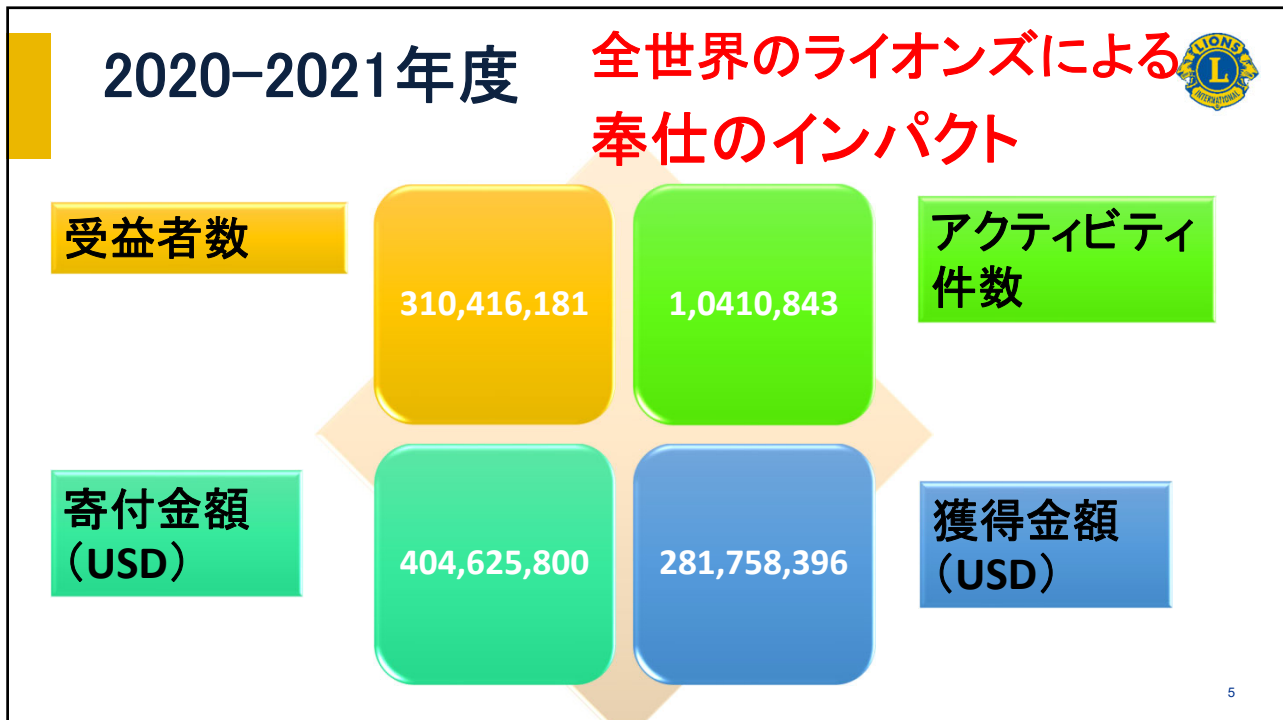 2020-2021年度
全世界のライオンズによる
奉仕のインパクト
LIONS
L
INTERNATIONAL
受益者数
310,416,181
1,0410,843
アクティビティ
件数
寄付金額
（USD）
404,625,800
281,758,396
獲得金額
（USD）
5